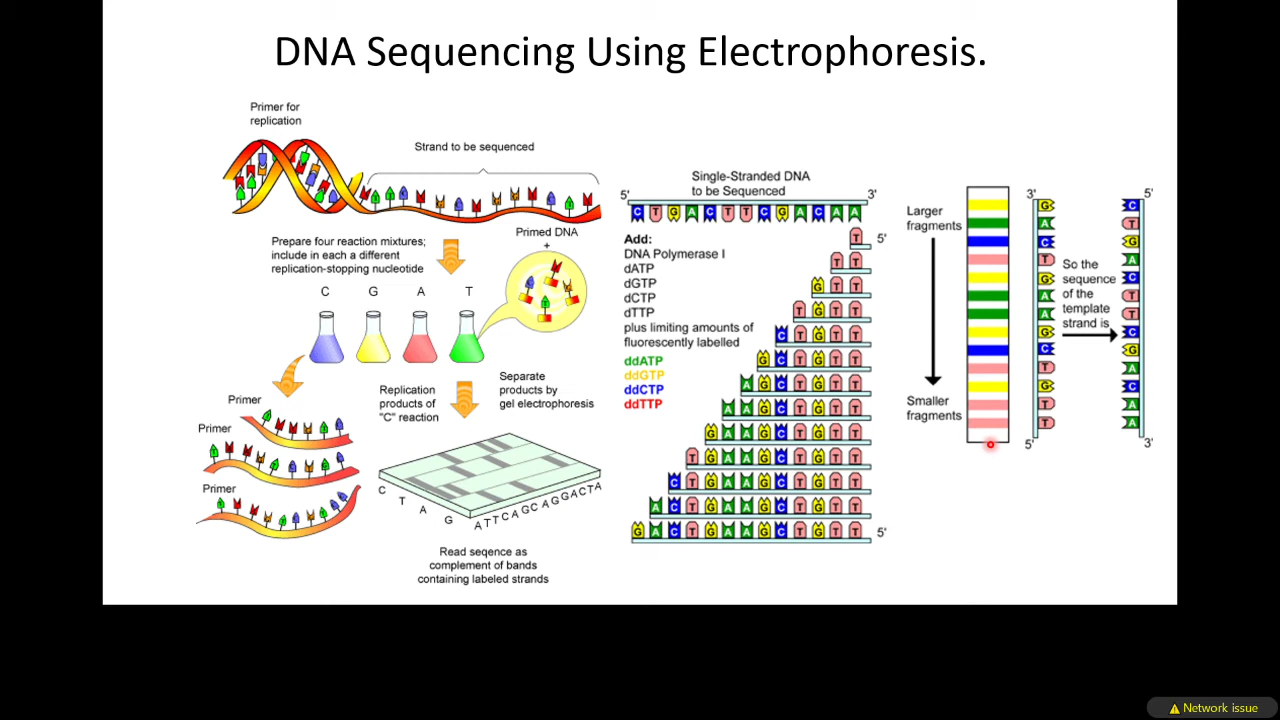 DNA Sequencing Using Electrophoresis.
Primer for
replication
Strand to be sequenced
Primed DNA
+
Prepare four reaction mixtures;
include in each a different
replication-stopping nucleotide
C G A T
Replication
products of
"C" reaction
Separate
products by
gel electrophoresis
Primer
Primer
Primer
C T A G
A T T C A G C A G G A C T A
Read seqence as
complement of bands
containing labeled strands
Single-Stranded DNA
to be Sequenced
5' 3'
C T G A C T T C G A C A A
Add:
DNA Polymerase I
dATP
dGTP
dCTP
dTTP
plus limiting amounts of
fluorescently labelled
ddATP
ddGTP
ddCTP
ddTTP
T 5'
T T
G T T
T G T T
C T G T T
G C T G T T
A G C T G T T
A A G C T G T T
G A A G C T G T T
T G A A G C T G T T
C T G A A G C T G T T
A C T G A A G C T G T T
G A C T G A A G C T G T T 5'
Larger
fragments
Smaller
fragments
3'
G
A
C
T
G
A
A
G
C
T
G
T
T
5'
So the
sequence
of the
template
strand is
5'
C
T
G
A
C
T
T
C
G
A
C
A
A
3'
Network issue